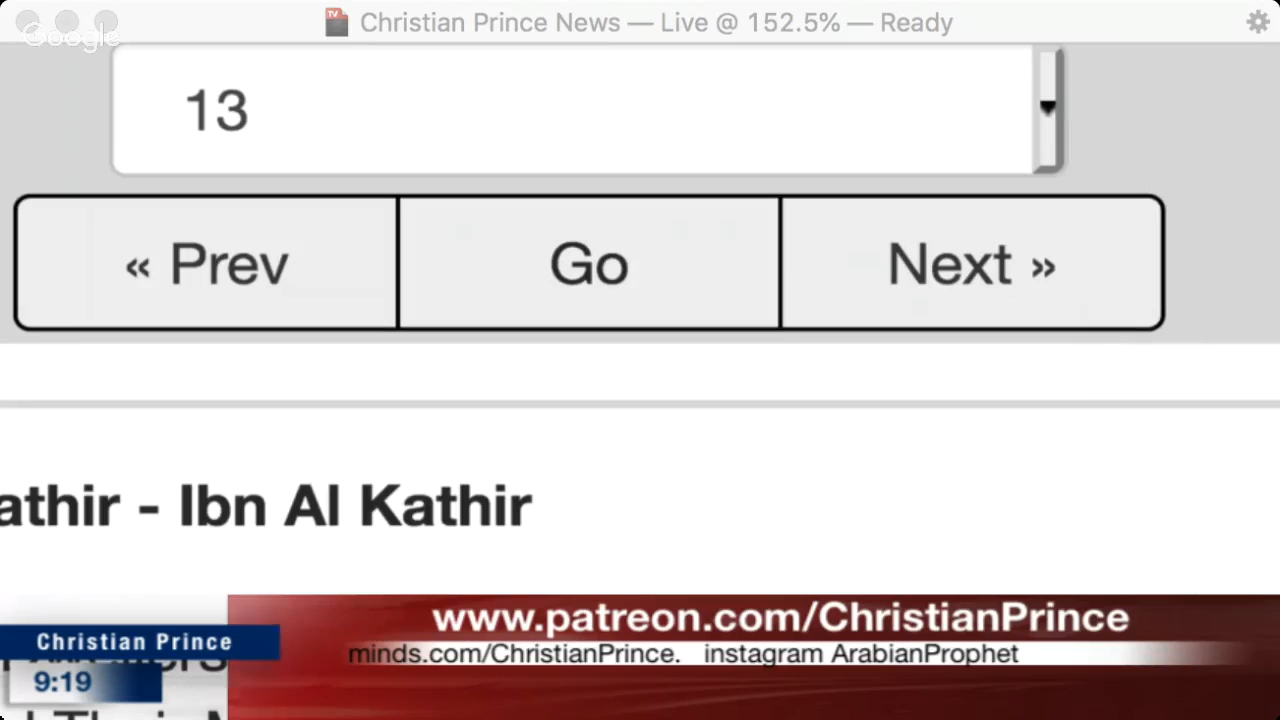 Christian Prince News — Live @ 152.5% — Ready
Google
13
« Prev
Go
Next »
athir - Ibn Al Kathir
www.patreon.com/ChristianPrince
Christian Prince
minds.com/ChristianPrince. instagram ArabianProphet
9:19